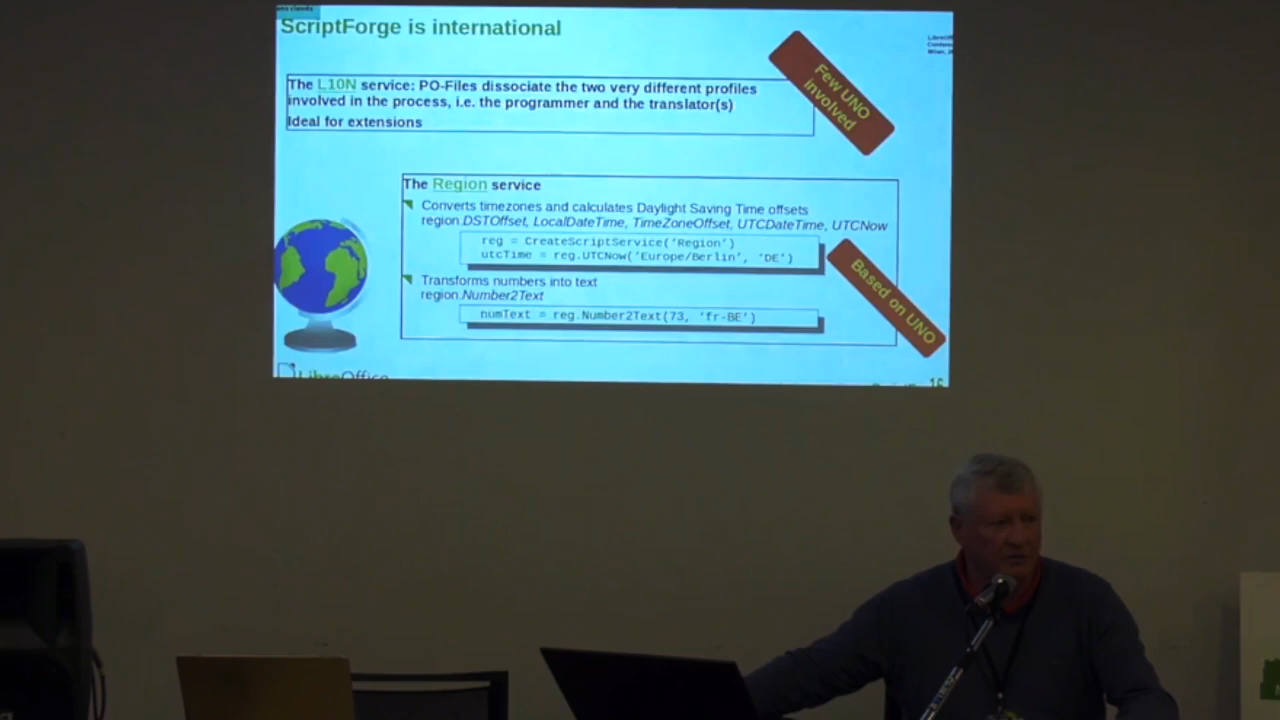 ScriptForge is international
The L10N service: PO-Files dissociate the two very different profiles
involved in the process, i.e. the programmer and the translator(s)
Ideal for extensions
Few UNO
involved
The Region service
Converts timezones and calculates Daylight Saving Time offsets
region.DSTOffset, LocalDateTime, TimeZoneOffset, UTCDateTime, UTCNow
reg = CreateScriptService('Region')
utcTime = reg.UTCNow('Europe/Berlin', 'DE')
Transforms numbers into text
region.Number2Text
numText = reg.Number2Text(73, 'fr-BE')
Based on UNO
LibreOffice